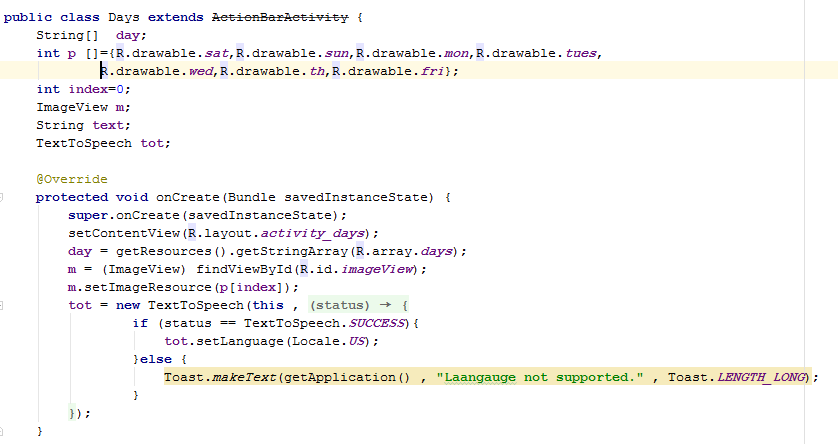 public class Days extends ActionBarActivity {
String[]  day;
int p []={R.drawable.sat,R.drawable.sun,R.drawable.mon,R.drawable.tues,
R.drawable.wed,R.drawable.th,R.drawable.fri};
int index=0;
ImageView m;
String text;
TextToSpeech tot;
@Override
protected void onCreate(Bundle savedInstanceState) {
super.onCreate(savedInstanceState);
setContentView(R.layout.activity_days);
day = getResources().getStringArray(R.array.days);
m = (ImageView) findViewById(R.id.imageView);
m.setImageResource(p[index]);
tot = new TextToSpeech(this , (status) → {
if (status == TextToSpeech.SUCCESS){
tot.setLanguage(Locale.US);
}else {
Toast.makeText(getApplication() , "Laangauge not supported." , Toast.LENGTH_LONG);
}
});
}